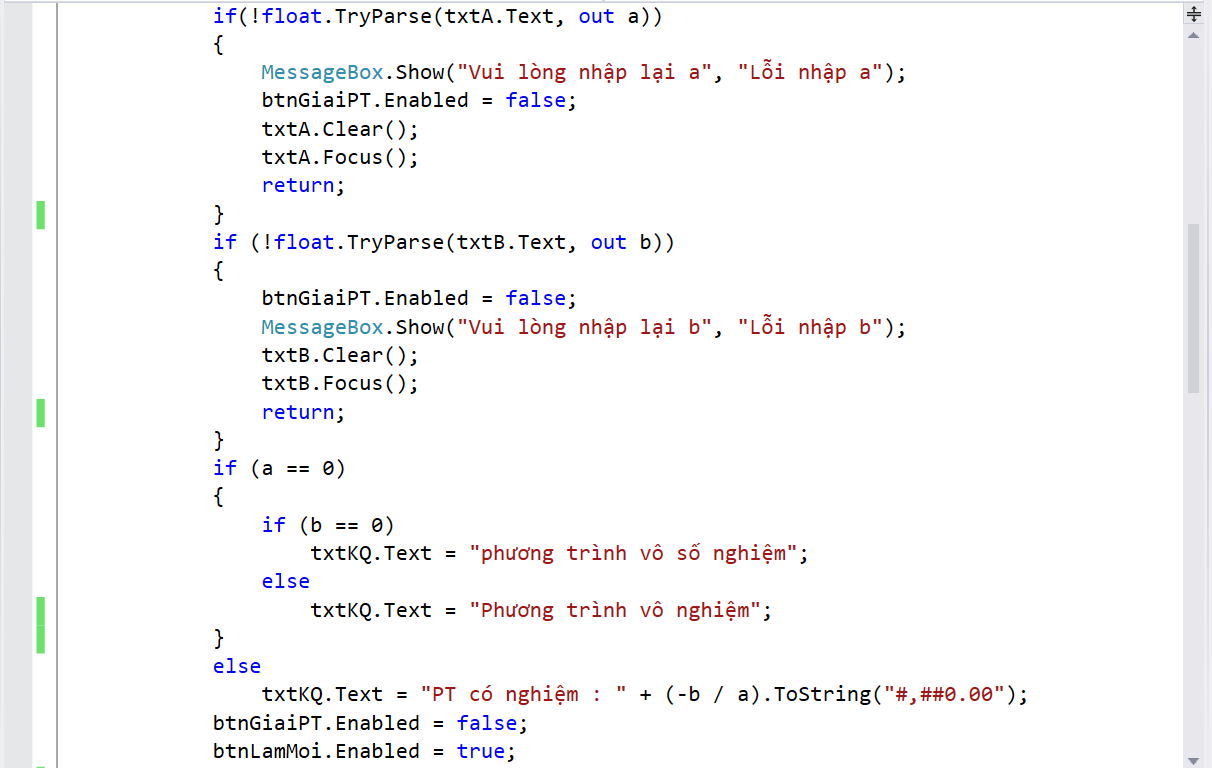 if(!float.TryParse(txtA.Text, out a))
{
MessageBox.Show("Vui lòng nhập lại a", "Lỗi nhập a");
btnGiaiPT.Enabled = false;
txtA.Clear();
txtA.Focus();
return;
}
if (!float.TryParse(txtB.Text, out b))
{
btnGiaiPT.Enabled = false;
MessageBox.Show("Vui lòng nhập lại b", "Lỗi nhập b");
txtB.Clear();
txtB.Focus();
return;
}
if (a == 0)
{
if (b == 0)
txtKQ.Text = "phương trình vô số nghiệm";
else
txtKQ.Text = "Phương trình vô nghiệm";
}
else
txtKQ.Text = "PT có nghiệm : " + (-b / a).ToString("#,##0.00");
btnGiaiPT.Enabled = false;
btnLamMoi.Enabled = true;